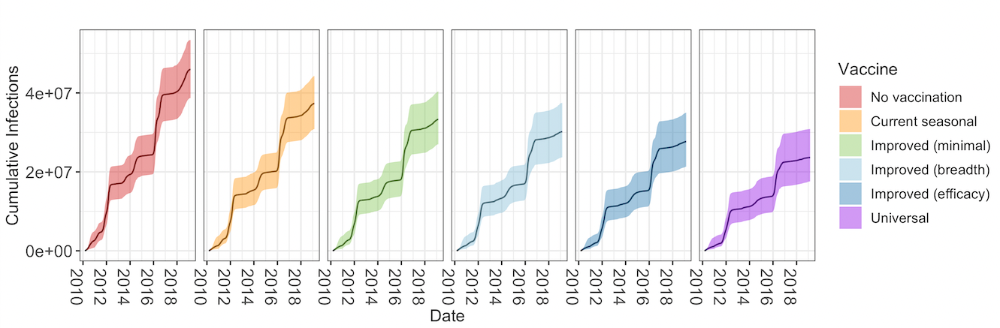 Cumulative Infections
4e+07
2e+07
0e+00
2010 2012 2014 2016 2018
2010 2012 2014 2016 2018
2010 2012 2014 2016 2018
2010 2012 2014 2016 2018
2010 2012 2014 2016 2018
2010 2012 2014 2016 2018
Date
Vaccine
No vaccination
Current seasonal
Improved (minimal)
Improved (breadth)
Improved (efficacy)
Universal